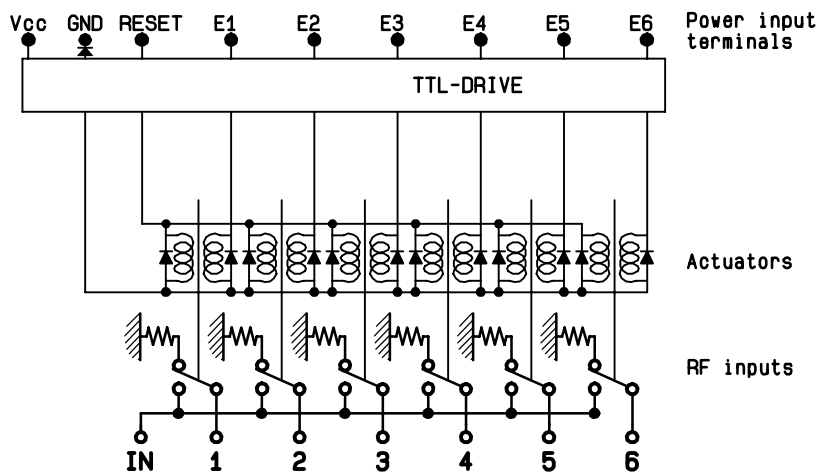 Vcc GND RESET E1 E2 E3 E4 E5 E6 Power input
terminals
TTL-DRIVE
Actuators
RF inputs
IN 1 2 3 4 5 6